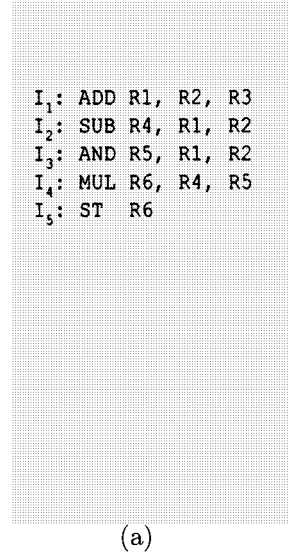 I₁: ADD R1, R2, R3
I₂: SUB R4, R1, R2
I₃: AND R5, R1, R2
I₄: MUL R6, R4, R5
I₅: ST R6
(a)